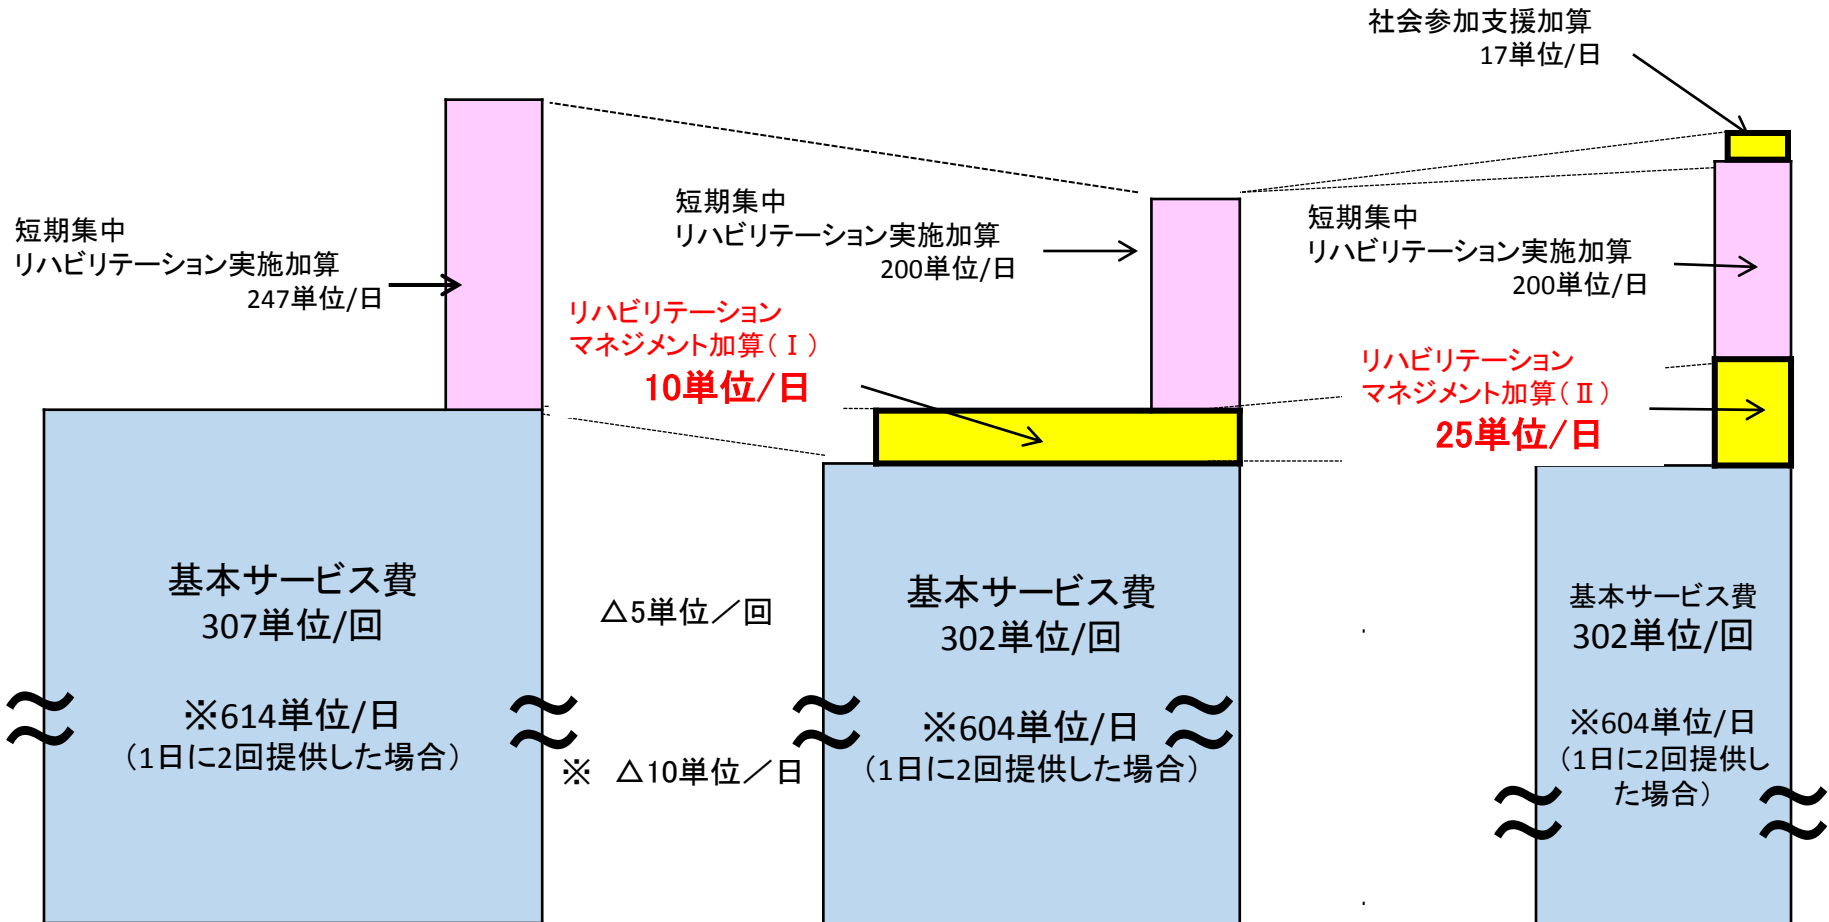 社会参加支援加算
17単位/日
短期集中
リハビリテーション実施加算
247単位/日
短期集中
リハビリテーション実施加算
200単位/日
短期集中
リハビリテーション実施加算
200単位/日
リハビリテーション
マネジメント加算(Ⅰ)
10単位/日
リハビリテーション
マネジメント加算(Ⅱ)
25単位/日
基本サービス費
307単位/回
※614単位/日
(1日に2回提供した場合)
△5単位/回
※ △10単位/日
基本サービス費
302単位/回
※604単位/日
(1日に2回提供した場合)
基本サービス費
302単位/回
※604単位/日
(1日に2回提供し
た場合)